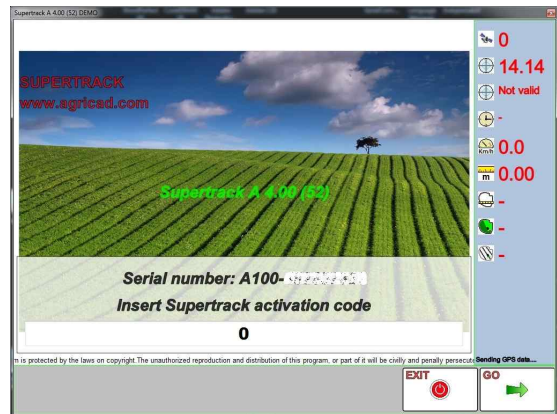 Supertrack A 4.00 (52) DEMO
0
14.14
Not valid
-
Km/h 0.0
m 0.00
-
-
-
SUPERTRACK
www.agricad.com
Supertrack A 4.00 (52)
Serial number: A100-
Insert Supertrack activation code
0
m is protected by the laws on copyright.The unauthorized reproduction and distribution of this program, or part of it will be civilly and penally persecute
Sending GPS data...
EXIT
GO